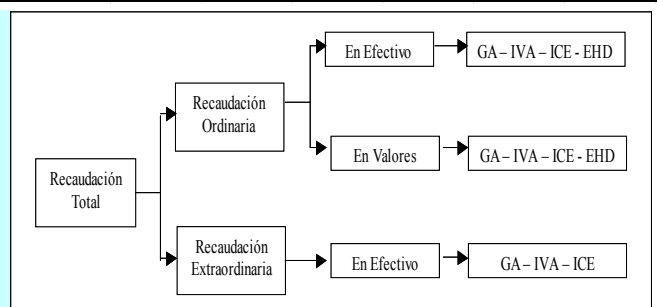 En Efectivo
GA – IVA – ICE - EHD
Recaudación
Ordinaria
En Valores
GA – IVA – ICE - EHD
Recaudación
Total
Recaudación
Extraordinaria
En Efectivo
GA – IVA – ICE